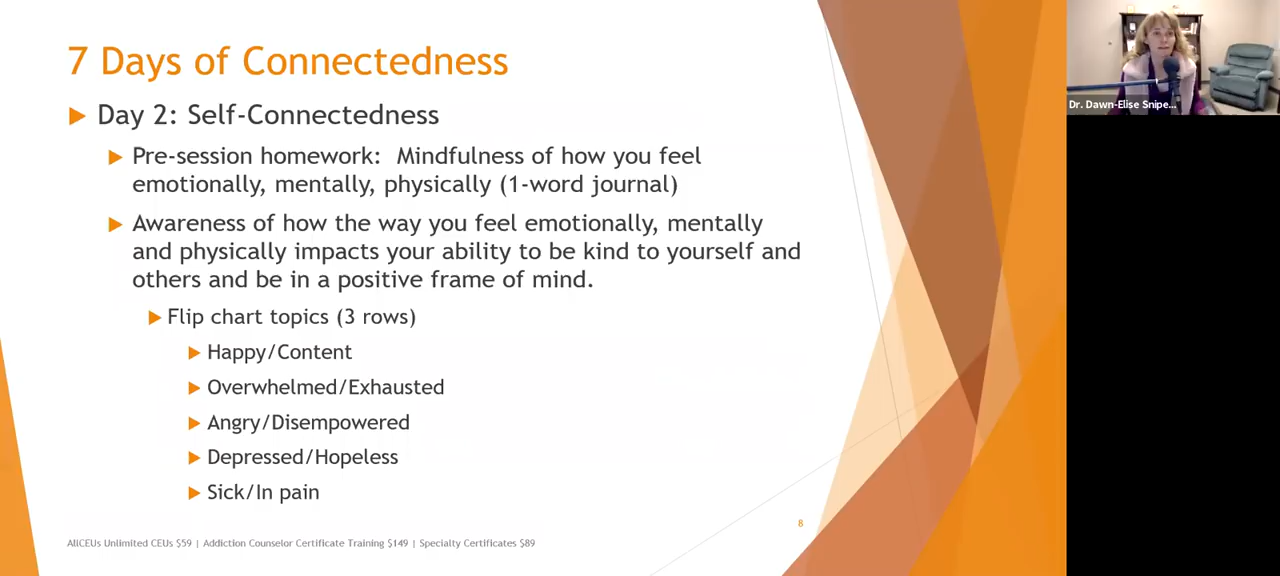 7 Days of Connectedness
Day 2: Self-Connectedness
Pre-session homework: Mindfulness of how you feel
emotionally, mentally, physically (1-word journal)
Awareness of how the way you feel emotionally, mentally
and physically impacts your ability to be kind to yourself and
others and be in a positive frame of mind.
Flip chart topics (3 rows)
Happy/Content
Overwhelmed/Exhausted
Angry/Disempowered
Depressed/Hopeless
Sick/In pain
8
AllCEUs Unlimited CEUs $59 | Addiction Counselor Certificate Training $149 | Specialty Certificates $89
Dr. Dawn-Elise Snipe...